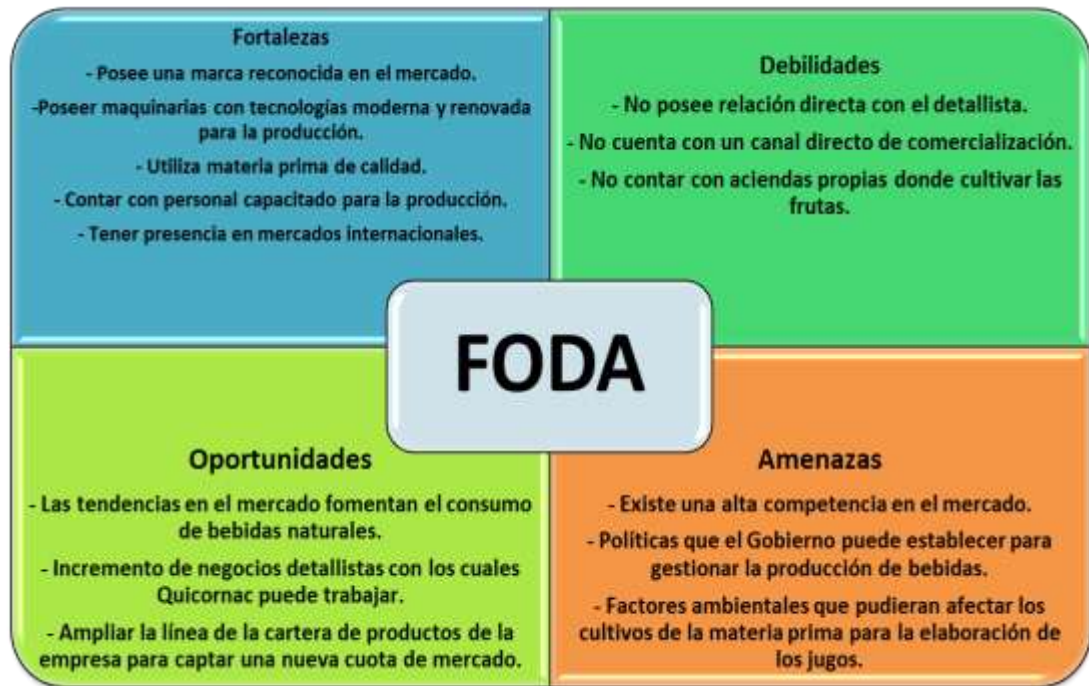 Fortalezas
- Posee una marca reconocida en el mercado.
-Poseer maquinarias con tecnologías moderna y renovada
para la producción.
- Utiliza materia prima de calidad.
- Contar con personal capacitado para la producción.
- Tener presencia en mercados internacionales.
Debilidades
- No posee relación directa con el detallista.
- No cuenta con un canal directo de comercialización.
- No contar con aciendas propias donde cultivar las
frutas.
FODA
Oportunidades
- Las tendencias en el mercado fomentan el consumo
de bebidas naturales.
- Incremento de negocios detallistas con los cuales
Quicornac puede trabajar.
- Ampliar la línea de la cartera de productos de la
empresa para captar una nueva cuota de mercado.
Amenazas
- Existe una alta competencia en el mercado.
- Políticas que el Gobierno puede establecer para
gestionar la producción de bebidas.
- Factores ambientales que pudieran afectar los
cultivos de la materia prima para la elaboración de
los jugos.